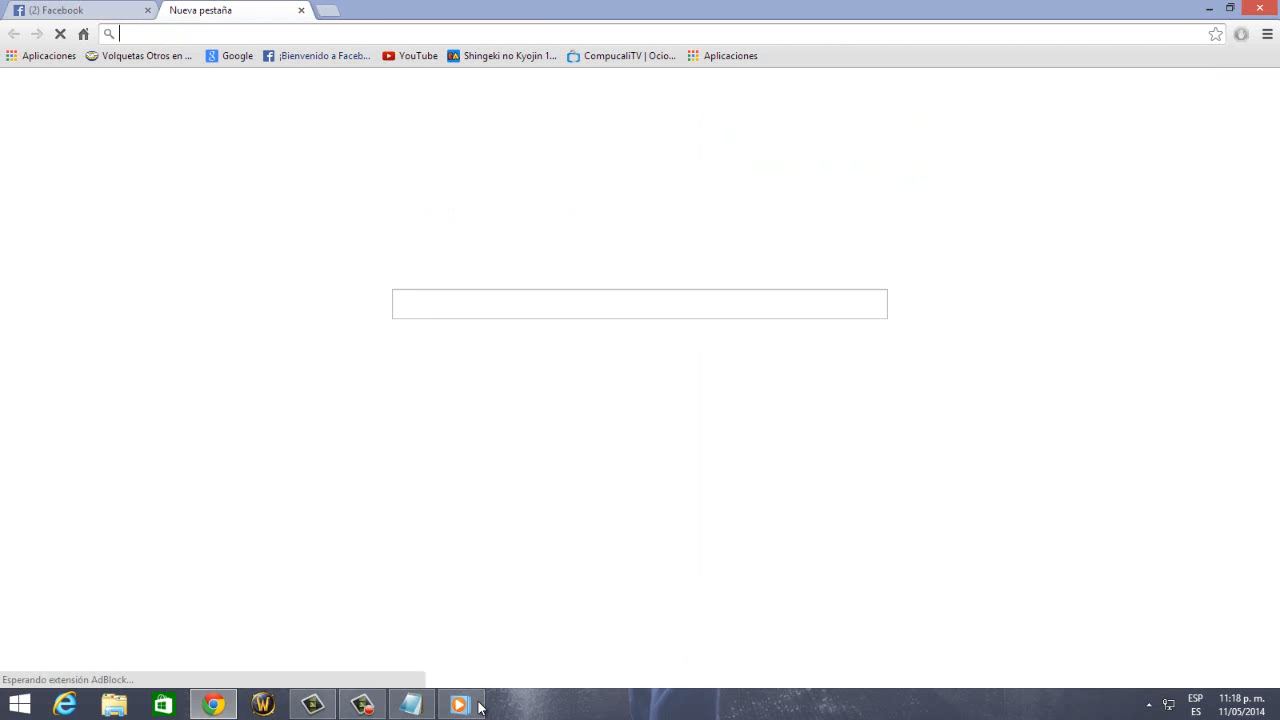 (2) Facebook
Nueva pestaña
Aplicaciones
Volquetas Otros en ...
Google
¡Bienvenido a Faceb...
YouTube
Shingeki no Kyojin 1...
CompucaliTV | Ocio...
Aplicaciones
Esperando extensión AdBlock...
ESP
ES
11:18 p. m.
11/05/2014